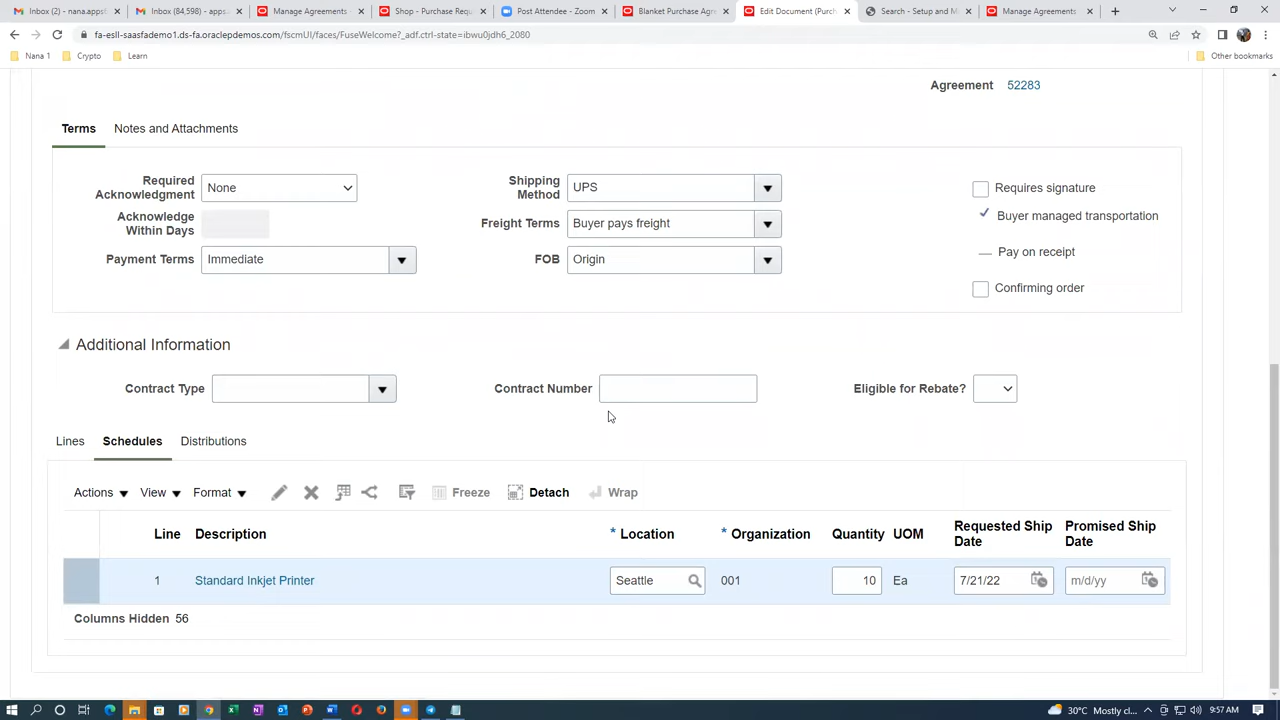 Inbox (2) - nana.apps
Inbox (84,598) - apps.
Manage Agreements
Shop - Purchase Requ
Post Attendee - Zoom
Blanket Purchase Agre
Edit Document (Purch
Search - Setup and M
Manage Agreements
fa-esll-saasfademo1.ds-fa.oraclepdemos.com/fscmUI/faces/FuseWelcome?_adf.ctrl-state=ibwu0jdh6_2080
Nana 1 Crypto Learn Other bookmarks
Agreement 52283
Terms Notes and Attachments
Required Acknowledgment None
Shipping Method UPS
Requires signature
Acknowledge Within Days
Freight Terms Buyer pays freight
Buyer managed transportation
Payment Terms Immediate
FOB Origin
Pay on receipt
Confirming order
Additional Information
Contract Type Contract Number Eligible for Rebate?
Lines Schedules Distributions
Actions View Format Freeze Detach Wrap
Line Description * Location * Organization Quantity UOM Requested Ship Date Promised Ship Date
1 Standard Inkjet Printer Seattle 001 10 Ea 7/21/22 m/d/yy
Columns Hidden 56
30°C Mostly cl... 9:57 AM